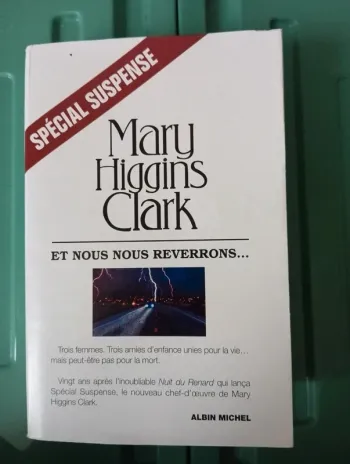 SPÉCIAL SUSPENSE
Mary
Higgins
Clark
ET NOUS NOUS REVERRONS...
Trois femmes. Trois amies d'enfance unies pour la vie...
mais peut-être pas pour la mort.
Vingt ans après l'inoubliable Nuit du Renard qui lança
Spécial Suspense, le nouveau chef-d'œuvre de Mary
Higgins Clark.
ALBIN MICHEL